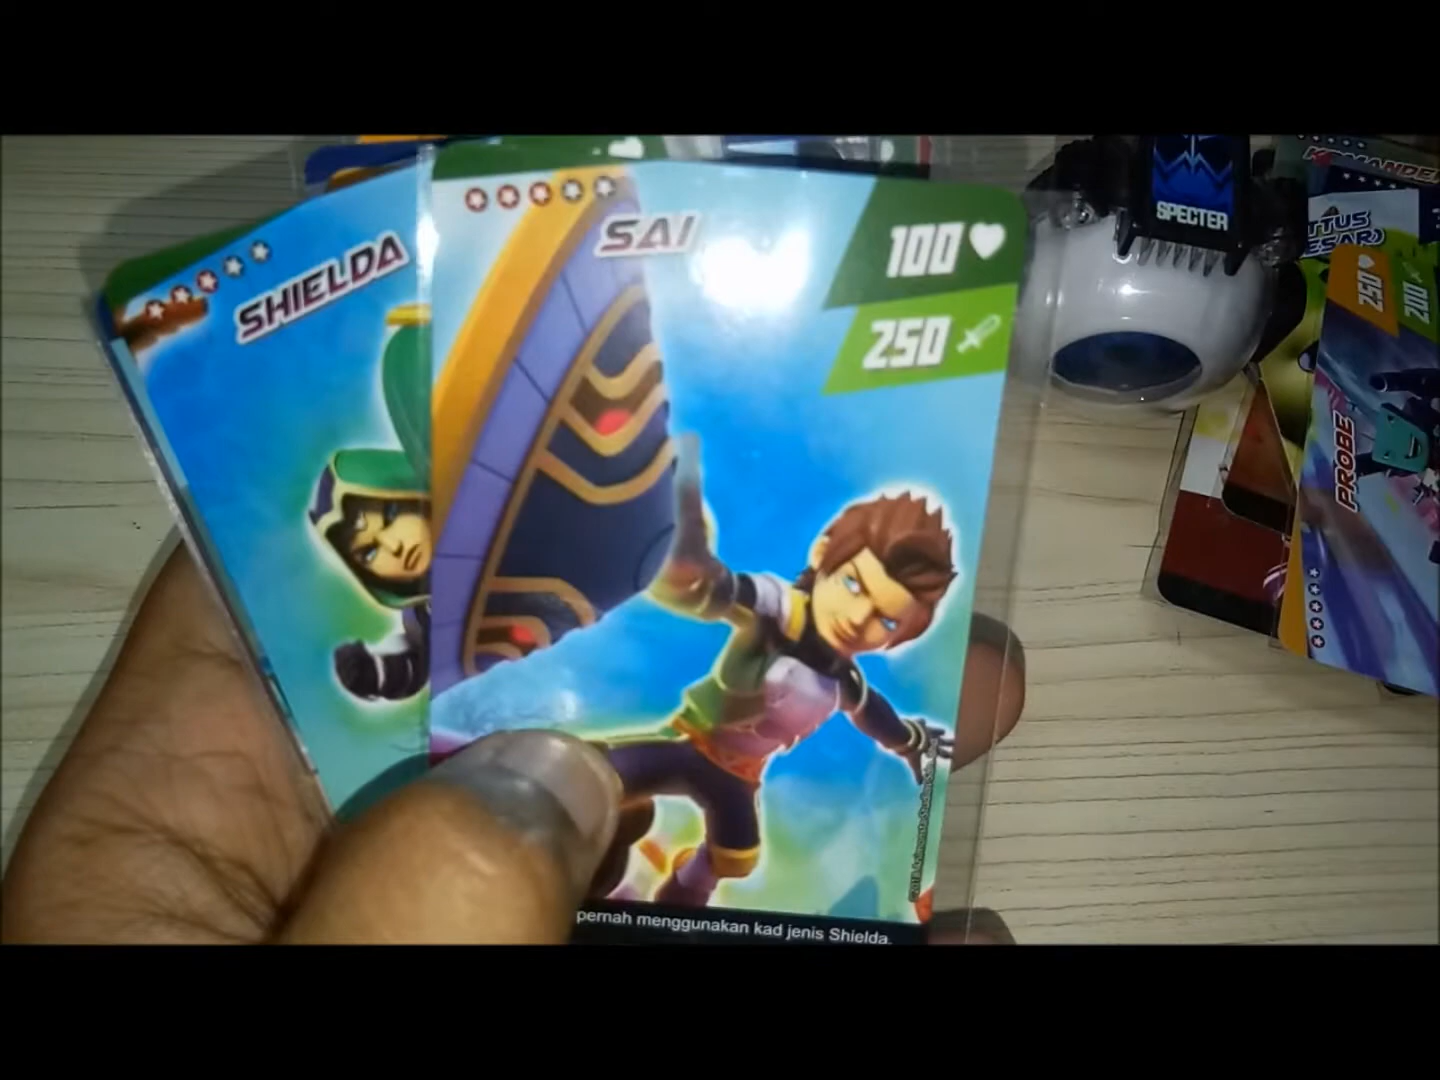 SHIELDA
SAI
100
250
pernah menggunakan kad jenis Shielda.
SPECTER
250
200
PROBE